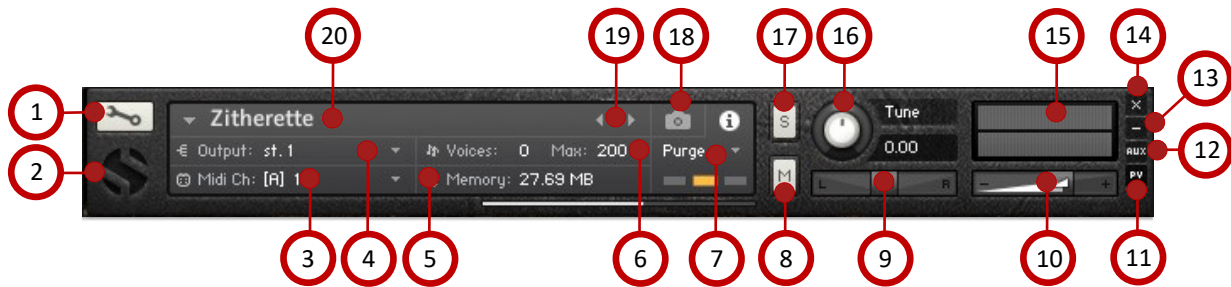 20 19 18 17 16 15 14
13
1
Zitherette i S Tune ×
−
Output: st.1 Voices: 0 Max: 200 Purge 0.00 AUX
12
2
Midi Ch: [A] 1 Memory: 27.69 MB M L R − + PV
3 4 5 6 7 8 9 10 11